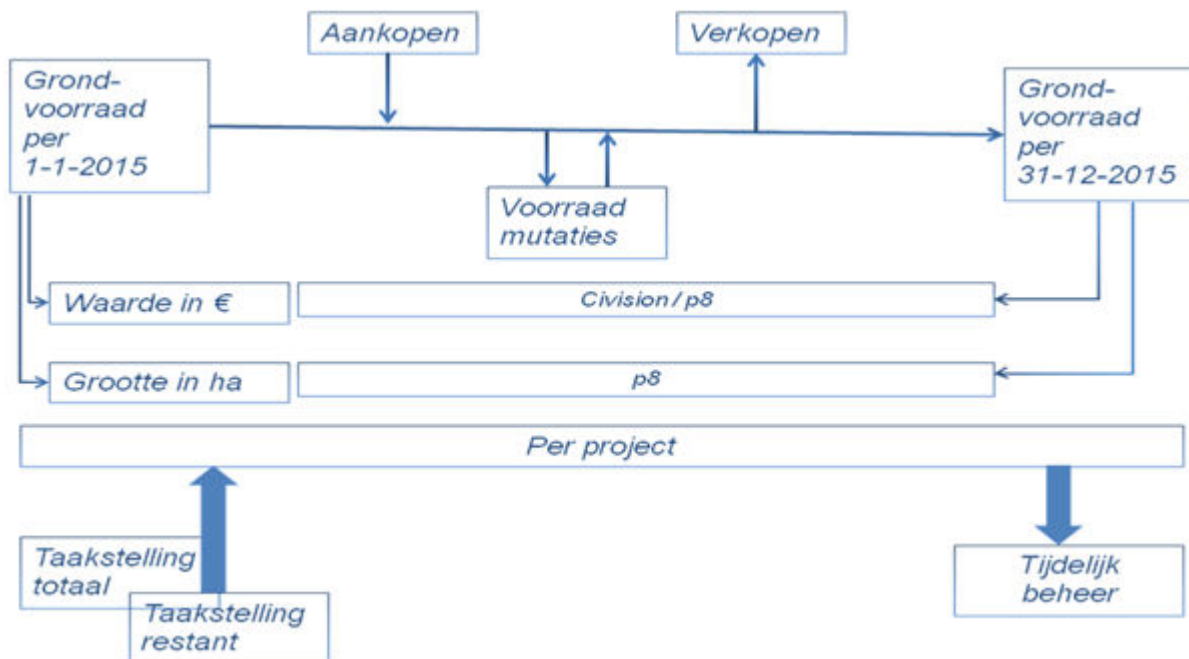 Aankopen
Verkopen
Grond-
voorraad
per
1-1-2015
Grond-
voorraad
per
31-12-2015
Voorraad
mutaties
Waarde in €
Civision / p8
Grootte in ha
p8
Per project
Taakstelling
totaal
Taakstelling
restant
Tijdelijk
beheer